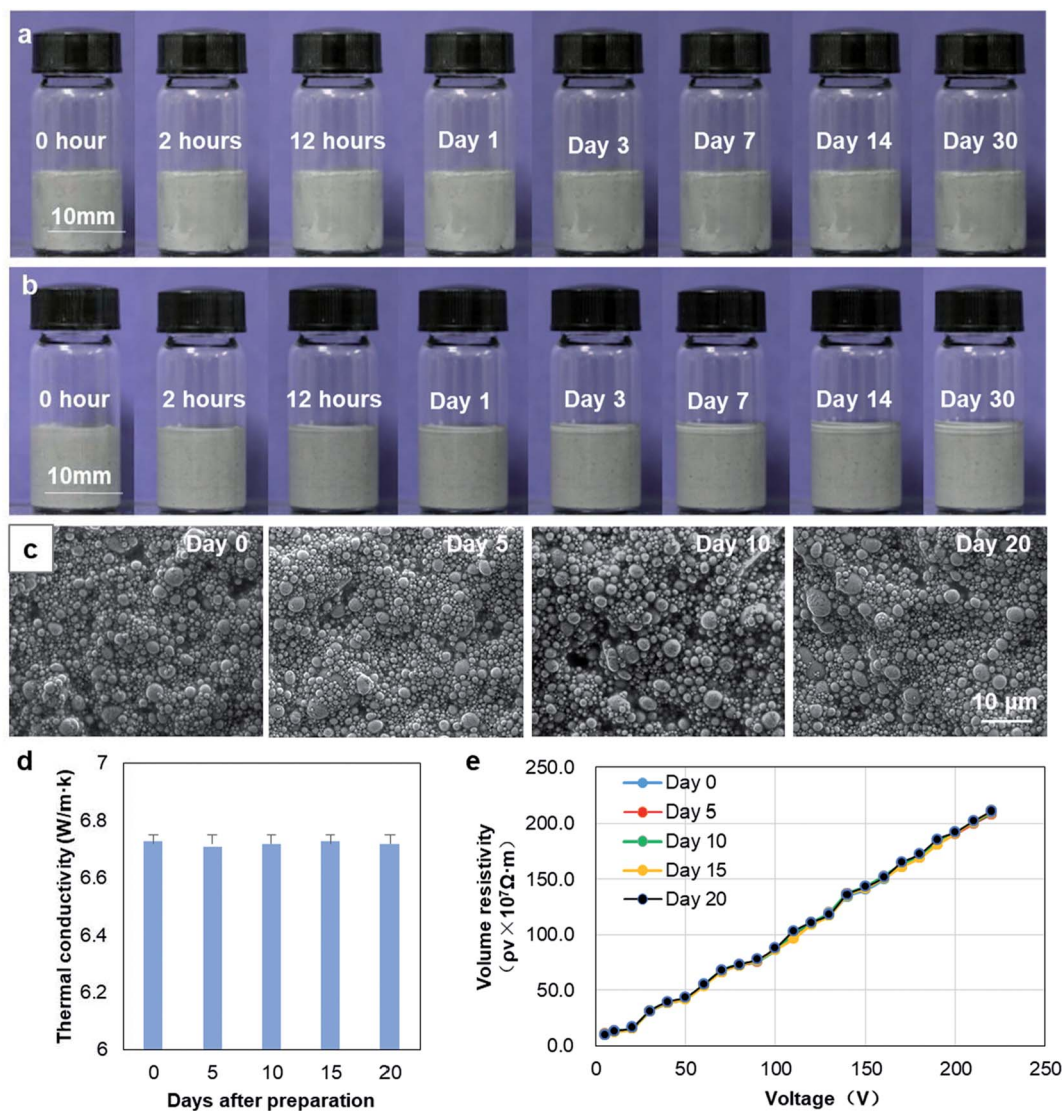 a
0 hour
2 hours
12 hours
Day 1
Day 3
Day 7
Day 14
Day 30
10mm
b
0 hour
2 hours
12 hours
Day 1
Day 3
Day 7
Day 14
Day 30
10mm
c
Day 0
Day 5
Day 10
Day 20
10 µm
d
Thermal conductivity (W/m·k)
7
6.8
6.6
6.4
6.2
6
0 5 10 15 20
Days after preparation
e
Volume resistivity
（ρv×10⁷Ω·m)
250.0
200.0
150.0
100.0
50.0
0.0
Day 0
Day 5
Day 10
Day 15
Day 20
0 50 100 150 200 250
Voltage（V）